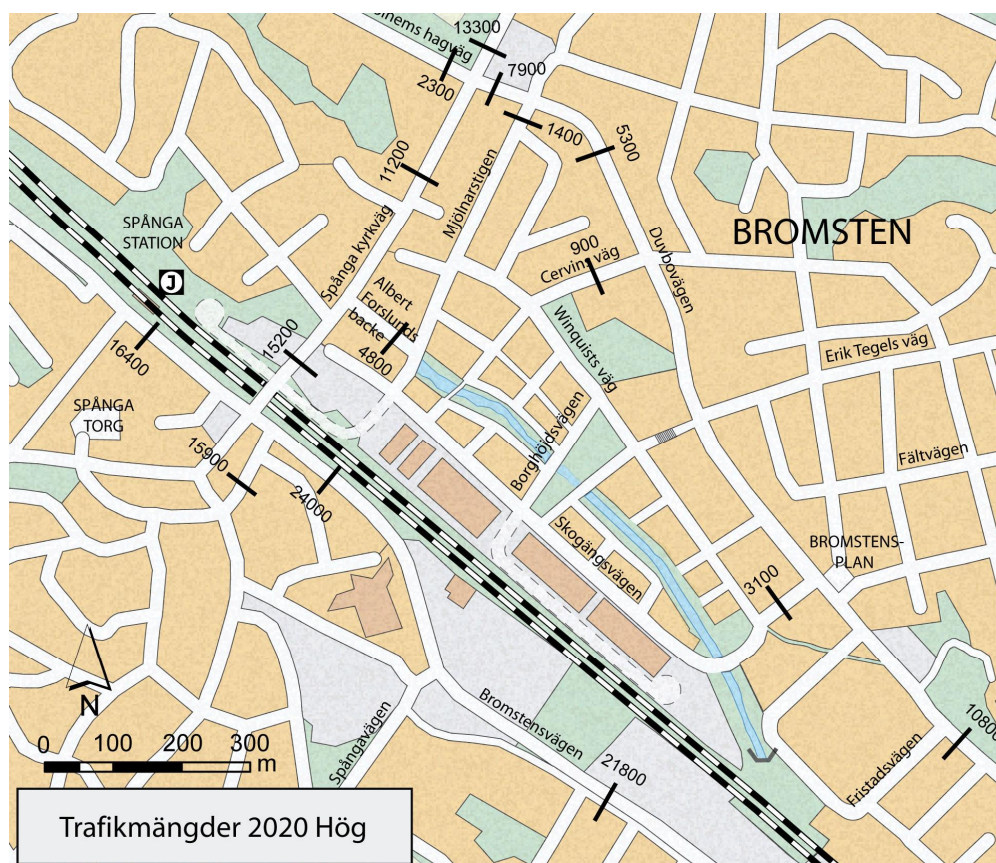 13300
hagväg
2300
7900
1400
5300
11200
Mjölnarstigen
SPÅNGA
STATION
BROMSTEN
Spånga kyrkväg
900
Cervins väg
Duvbovägen
J
Albert
Forslunds
backe
4800
15200
16400
Winquists väg
Erik Tegels väg
SPÅNGA
TORG
15900
24000
Borghöjdsvägen
Fältvägen
Skogängsvägen
BROMSTENS-
PLAN
3100
N
0 100 200 300
m
Spångavägen
Bromstensvägen
21800
Fristadsvägen
10800
Trafikmängder 2020 Hög